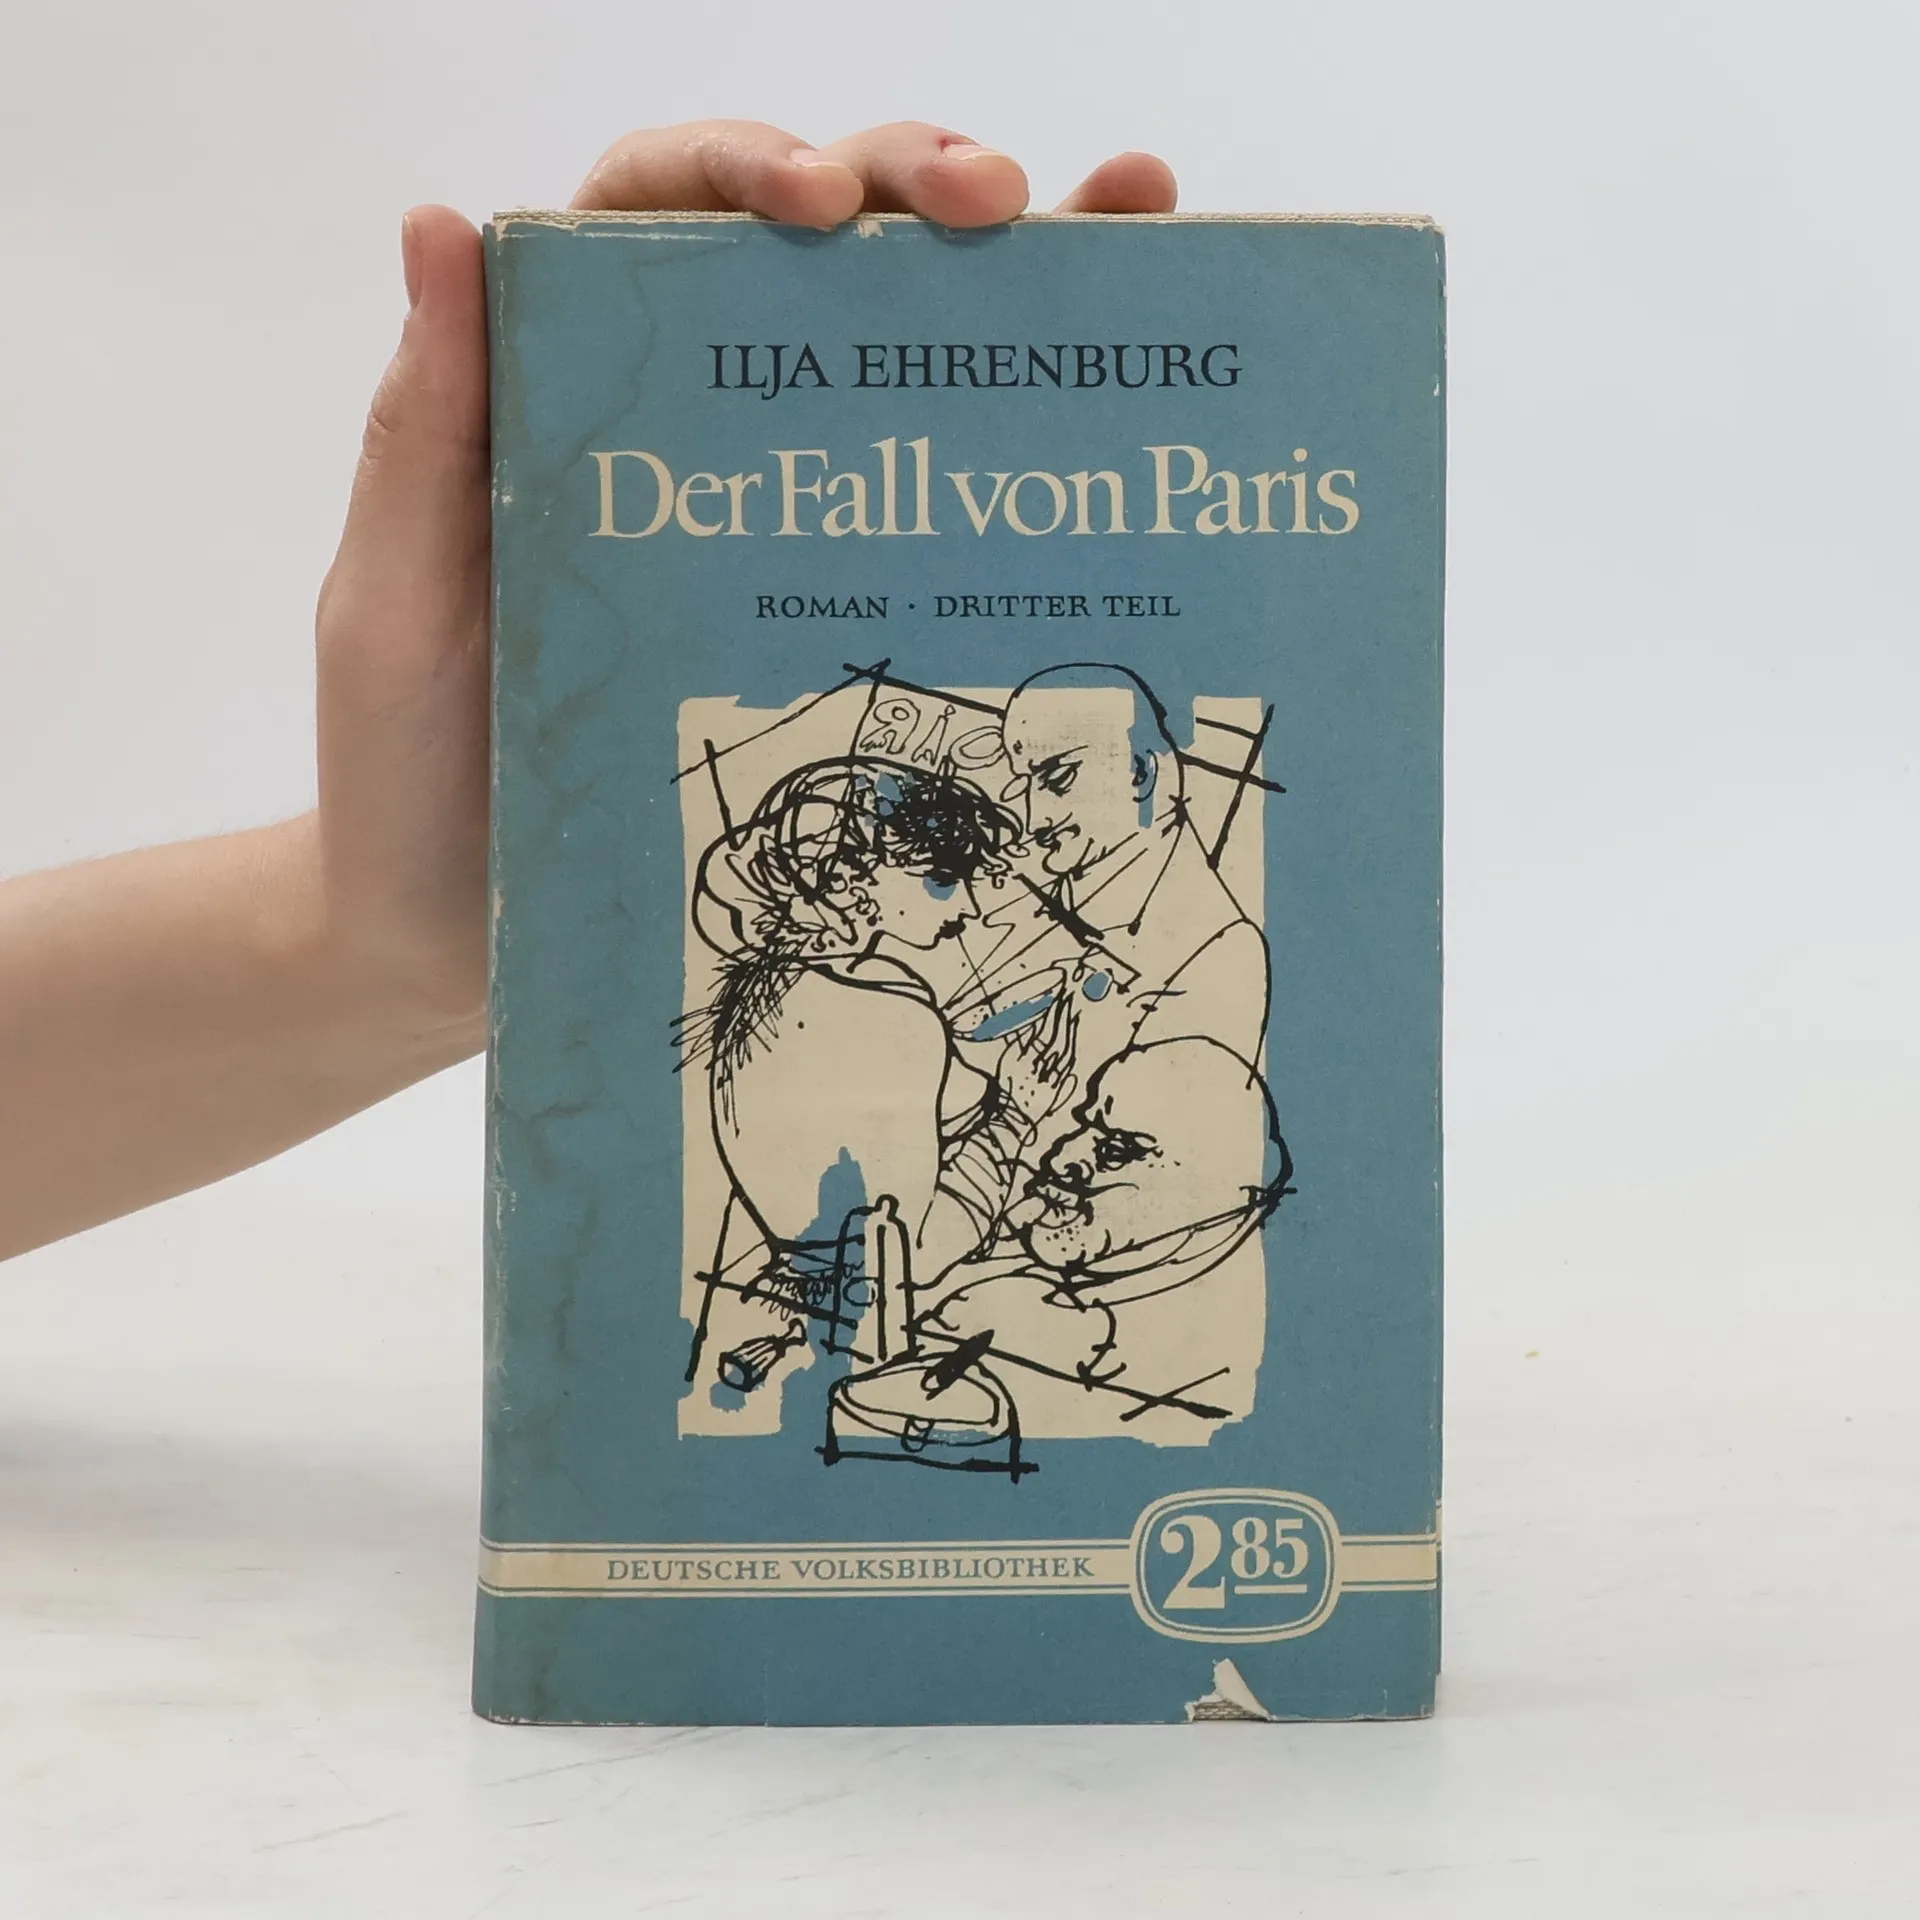 ILJA EHRENBURG
Der Fall von Paris
ROMAN · DRITTER TEIL
DEUTSCHE VOLKSBIBLIOTHEK
2 85